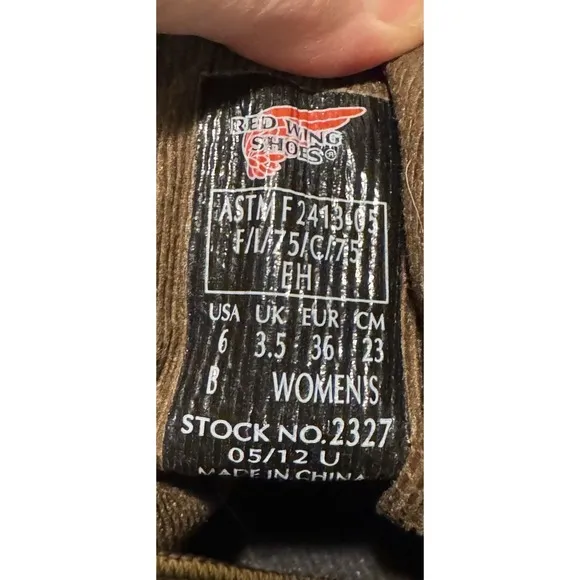 RED WING
SHOES®
ASTM F 2413-05
F/I/75/C/75
EH
USA UK EUR CM
6 3.5 36 23
B WOMEN'S
STOCK NO. 2327
05/12 U
MADE IN CHINA